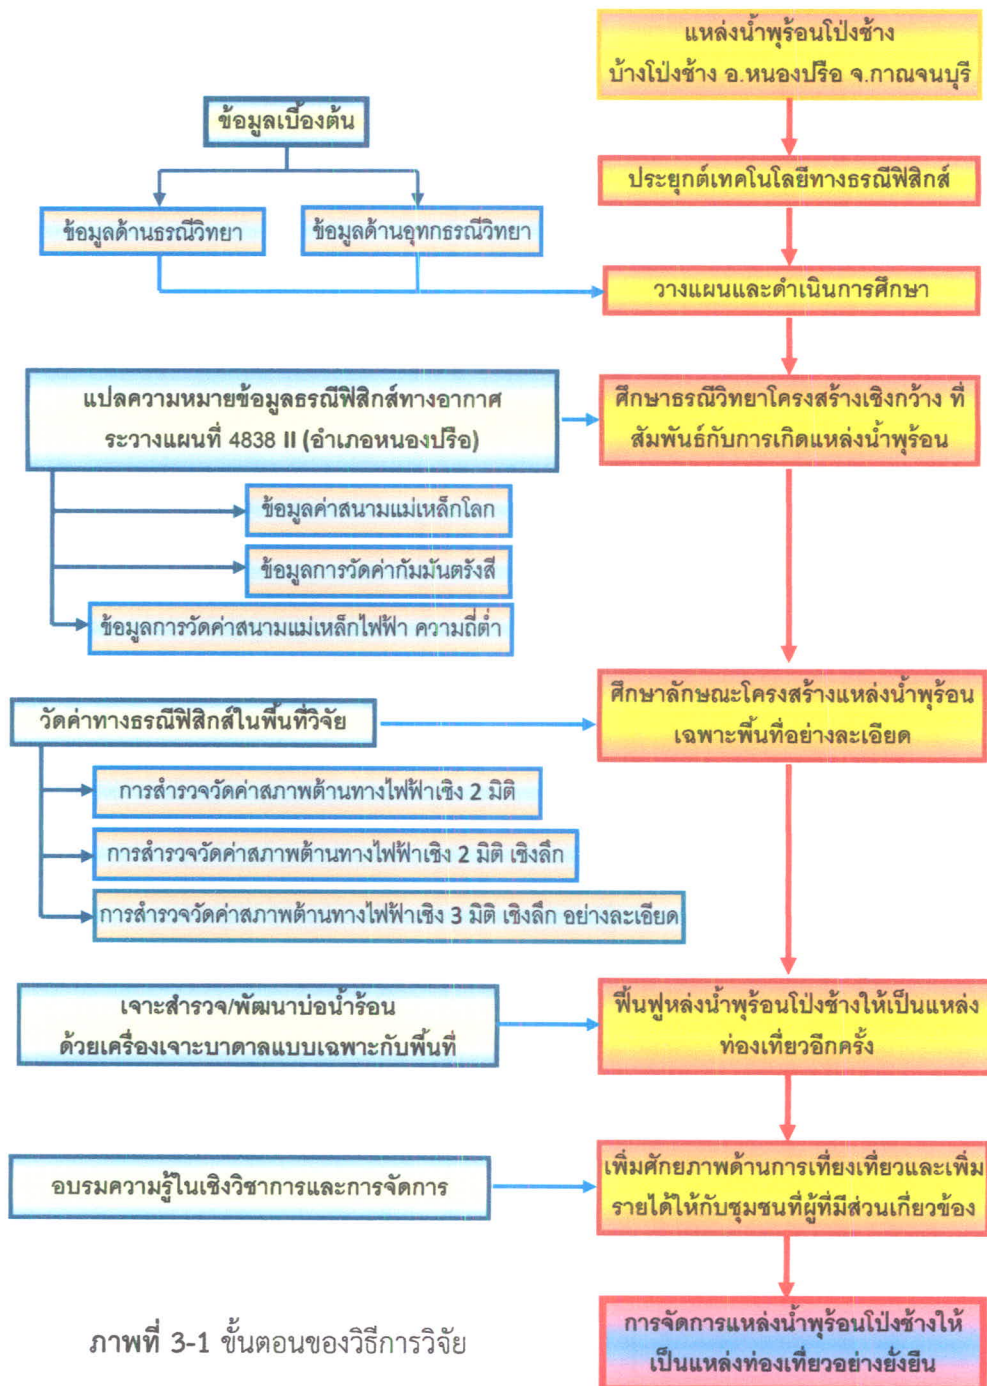 แหล่งน้ำพุร้อนโป่งช้าง
บ้างโป่งช้าง อ.หนองปรือ จ.กาณจนบุรี
ข้อมูลเบื้องต้น
ประยุกต์เทคโนโลยีทางธรณีฟิสิกส์
ข้อมูลด้านธรณีวิทยา
ข้อมูลด้านอุทกธรณีวิทยา
วางแผนและดำเนินการศึกษา
แปลความหมายข้อมูลธรณีฟิสิกส์ทางอากาศ
ระวางแผนที่ 4838 II (อำเภอหนองปรือ)
ศึกษาธรณีวิทยาโครงสร้างเชิงกว้าง ที่
สัมพันธ์กับการเกิดแหล่งน้ำพุร้อน
ข้อมูลค่าสนามแม่เหล็กโลก
ข้อมูลการวัดค่ากัมมันตรังสี
ข้อมูลการวัดค่าสนามแม่เหล็กไฟฟ้า ความถี่ต่ำ
วัดค่าทางธรณีฟิสิกส์ในพื้นที่วิจัย
ศึกษาลักษณะโครงสร้างแหล่งน้ำพุร้อน
เฉพาะพื้นที่อย่างละเอียด
การสำรวจวัดค่าสภาพต้านทางไฟฟ้าเชิง 2 มิติ
การสำรวจวัดค่าสภาพต้านทางไฟฟ้าเชิง 2 มิติ เชิงลึก
การสำรวจวัดค่าสภาพต้านทางไฟฟ้าเชิง 3 มิติ เชิงลึก อย่างละเอียด
เจาะสำรวจ/พัฒนาบ่อน้ำร้อน
ด้วยเครื่องเจาะบาดาลแบบเฉพาะกับพื้นที่
ฟื้นฟูหล่งน้ำพุร้อนโป่งช้างให้เป็นแหล่ง
ท่องเที่ยวอีกครั้ง
อบรมความรู้ในเชิงวิชาการและการจัดการ
เพิ่มศักยภาพด้านการเที่ยงเที่ยวและเพิ่ม
รายได้ให้กับชุมชนที่ผู้ที่มีส่วนเกี่ยวข้อง
การจัดการแหล่งน้ำพุร้อนโป่งช้างให้
เป็นแหล่งท่องเที่ยวอย่างยั่งยืน
ภาพที่ 3-1 ขั้นตอนของวิธีการวิจัย